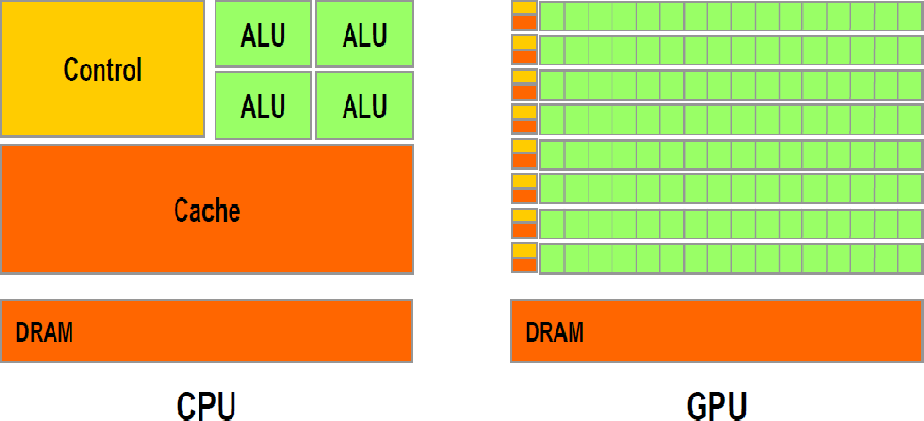 Control
ALU ALU
ALU ALU
Cache
DRAM
CPU
DRAM
GPU